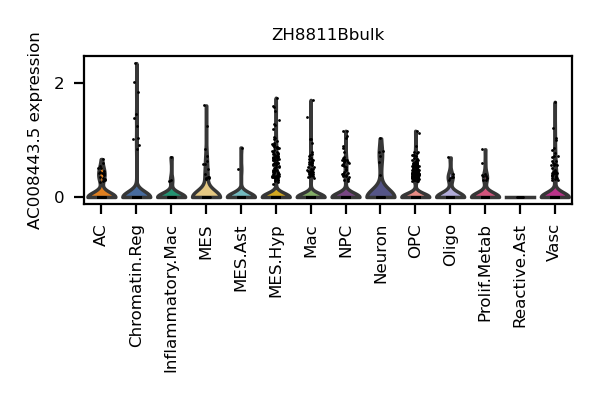 ZH8811Bbulk
AC008443.5 expression
2
0
AC
Chromatin.Reg
Inflammatory.Mac
MES
MES.Ast
MES.Hyp
Mac
NPC
Neuron
OPC
Oligo
Prolif.Metab
Reactive.Ast
Vasc